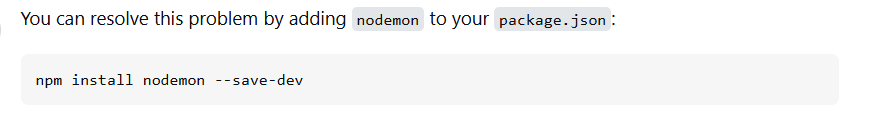 You can resolve this problem by adding nodemon to your package.json:
npm install nodemon --save-dev